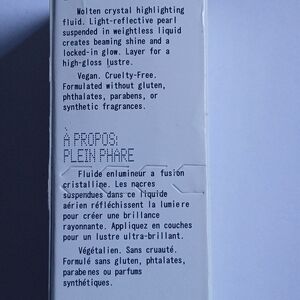 Molten crystal highlighting
fluid. Light-reflective pearl
suspended in weightless liquid
creates beaming shine and a
locked-in glow. Layer for a
high-gloss lustre.
Vegan. Cruelty-Free.
Formulated without gluten,
phthalates, parabens, or
synthetic fragrances.
À PROPOS:
PLEIN PHARE
Fluide enlumineur a fusion
cristalline. Les nacres
suspendues dans ce liquide
aérien réfléchissent la lumiere
pour créer une brillance
rayonnante. Appliquez en couches
pour un lustre ultra-brillant.
Végétalien. Sans cruauté.
Formulé sans gluten, phtalates,
parabenes ou parfums
synthétiques.